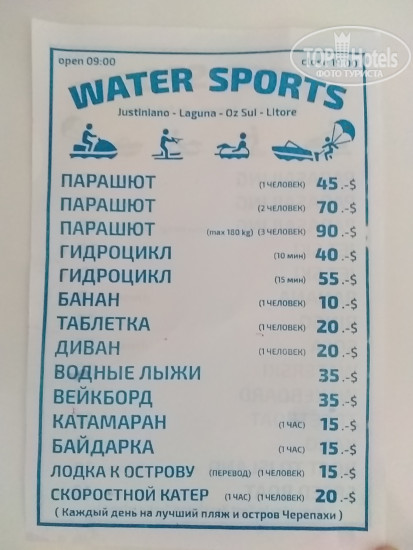 open 09:00
WATER SPORTS
Justiniano - Laguna - Oz Sui - Litore
TOP Hotels
ФОТО ТУРИСТА
ПАРАШЮТ (1 ЧЕЛОВЕК) 45.-$
ПАРАШЮТ (2 ЧЕЛОВЕК) 70.-$
ПАРАШЮТ (max 180 kg) (3 ЧЕЛОВЕК) 90.-$
ГИДРОЦИКЛ (10 мин) 40.-$
ГИДРОЦИКЛ (15 мин) 55.-$
БАНАН (1 ЧЕЛОВЕК) 10.-$
ТАБЛЕТКА (1 ЧЕЛОВЕК) 20.-$
ДИВАН (1 ЧЕЛОВЕК) 20.-$
ВОДНЫЕ ЛЫЖИ 35.-$
ВЕЙКБОРД 35.-$
КАТАМАРАН (1 ЧАС) 15.-$
БАЙДАРКА (1 ЧАС) 15.-$
ЛОДКА К ОСТРОВУ (ПЕРЕВОД) (1 ЧЕЛОВЕК) 15.-$
СКОРОСТНОЙ КАТЕР (1 ЧАС) (1 ЧЕЛОВЕК) 20.-$
( Каждый день на лучший пляж и остров Черепахи )